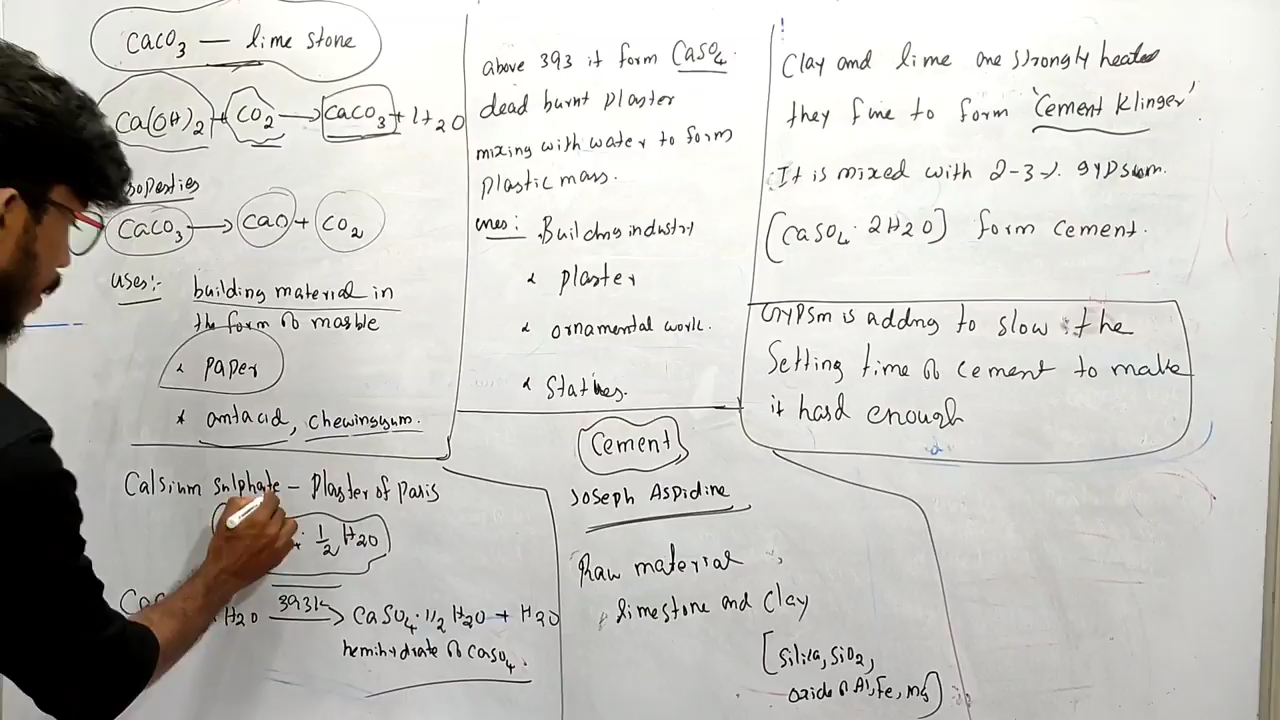 CaCO3 — lime stone
Ca(OH)2 + CO2 → CaCO3 + H2O
roperties
CaCO3 → CaO + CO2
uses:- building material in
the form of marble
* Paper
* antacid, chewingum.
Calsium sulphate – Plaster of Paris
1/2 H2O
H2O 393K → CaSO4. 1/2 H2O + H2O
hemihydrate of CaSO4.
above 393 it form CaSO4.
dead burnt Plaster
mixing with water to form
Plastic mass.
uses: .Building industry
* Plaster
* ornamental work.
* Statues.
Cement
Joseph Aspidine
Raw material
limestone and Clay
[Silica, SiO2,
oxide of Al, Fe, Mg]
Clay and lime are strongly heated
they fuse to form 'Cement Klinger'
It is mixed with 2-3 % gypsum.
[CaSO4. 2H2O] form cement.
Gypsm is addng to slow the
Setting time of cement to make
it hard enough